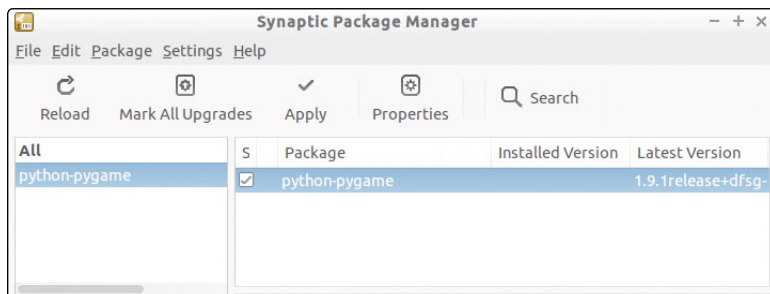 Synaptic Package Manager
File Edit Package Settings Help
Reload Mark All Upgrades Apply Properties Search
All
python-pygame
S Package Installed Version Latest Version
python-pygame 1.9.1release+dfsg-